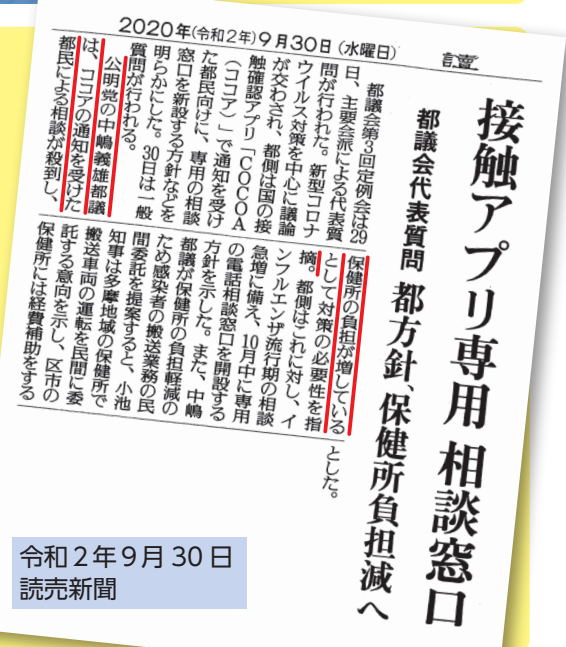 2020年(令和2年)9月30日(水曜日)
讀賣
接触アプリ専用 相談窓口
都議会代表質問 都方針、保健所負担減へ
都議会第3回定例会は29
日、主要会派による代表質
問が行われた。新型コロナ
ウイルス対策を中心に議論
が交わされ、都側は国の接
触確認アプリ「COCOA
(ココア)」で通知を受け
た都民向けに、専用の相談
窓口を新設する方針などを
明らかにした。30日は一般
質問が行われる。
公明党の中嶋義雄都議
は、ココアの通知を受けた
都民による相談が殺到し、
保健所の負担が増している
として対策の必要性を指
摘。都側はこれに対し、イ
ンフルエンザ流行期の相談
急増に備え、10月中に専用
の電話相談窓口を開設する
方針を示した。また、中嶋
都議が保健所の負担軽減の
ため感染者の搬送業務の民
間委託を提案すると、小池
知事は多摩地域の保健所で
搬送車両の運転を民間に委
託する意向を示し、区市の
保健所には経費補助をする
とした。
令和2年9月30日
読売新聞